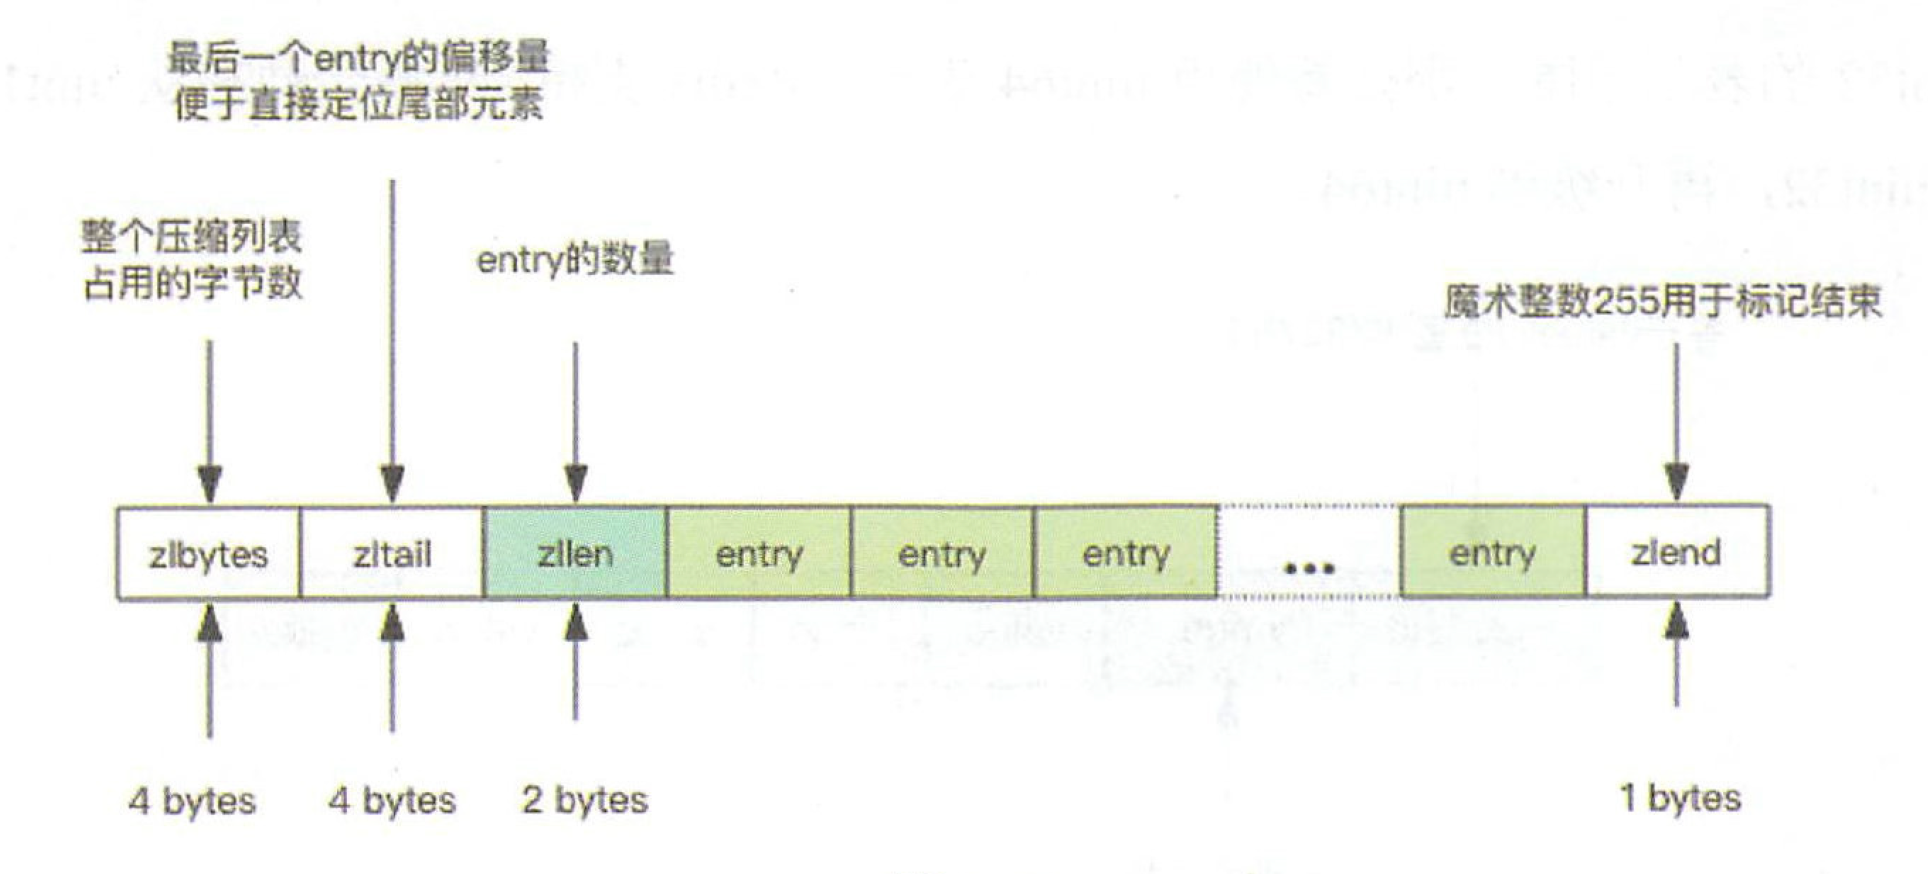 最后一个entry的偏移量
便于直接定位尾部元素
整个压缩列表
占用的字节数
entry的数量
魔术整数255用于标记结束
zlbytes zltail zllen entry entry entry ... entry zlend
4 bytes 4 bytes 2 bytes 1 bytes